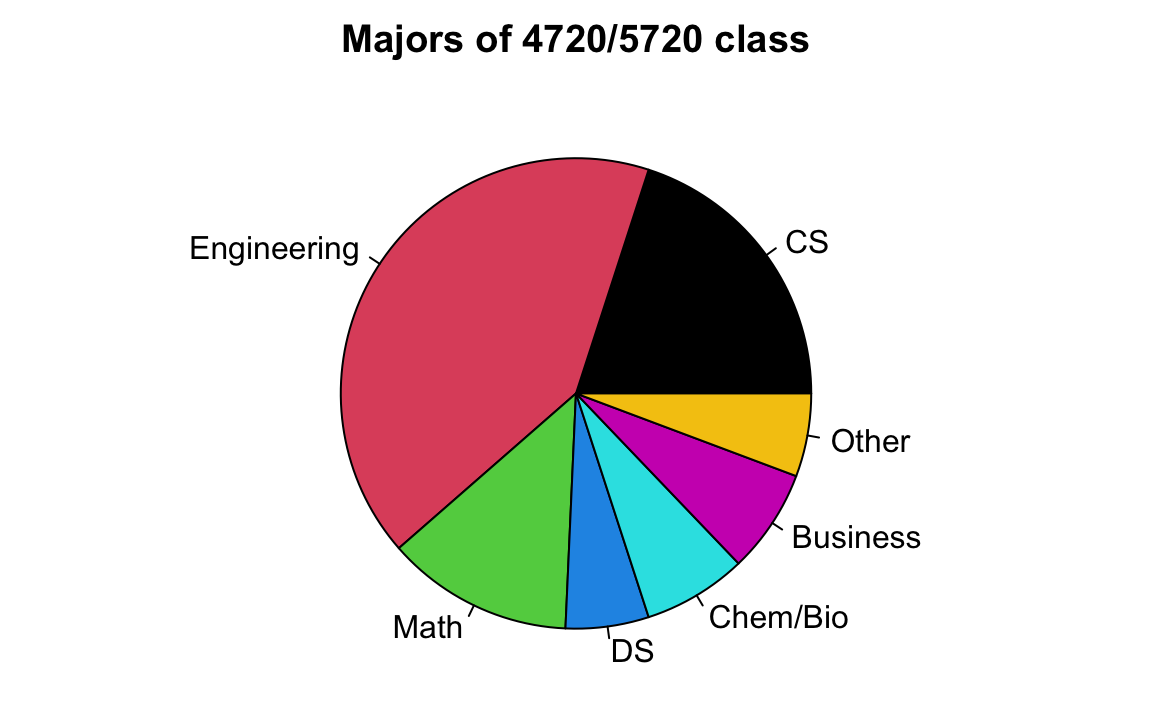 Majors of 4720/5720 class
CS
Engineering
Other
Business
Chem/Bio
Math
DS